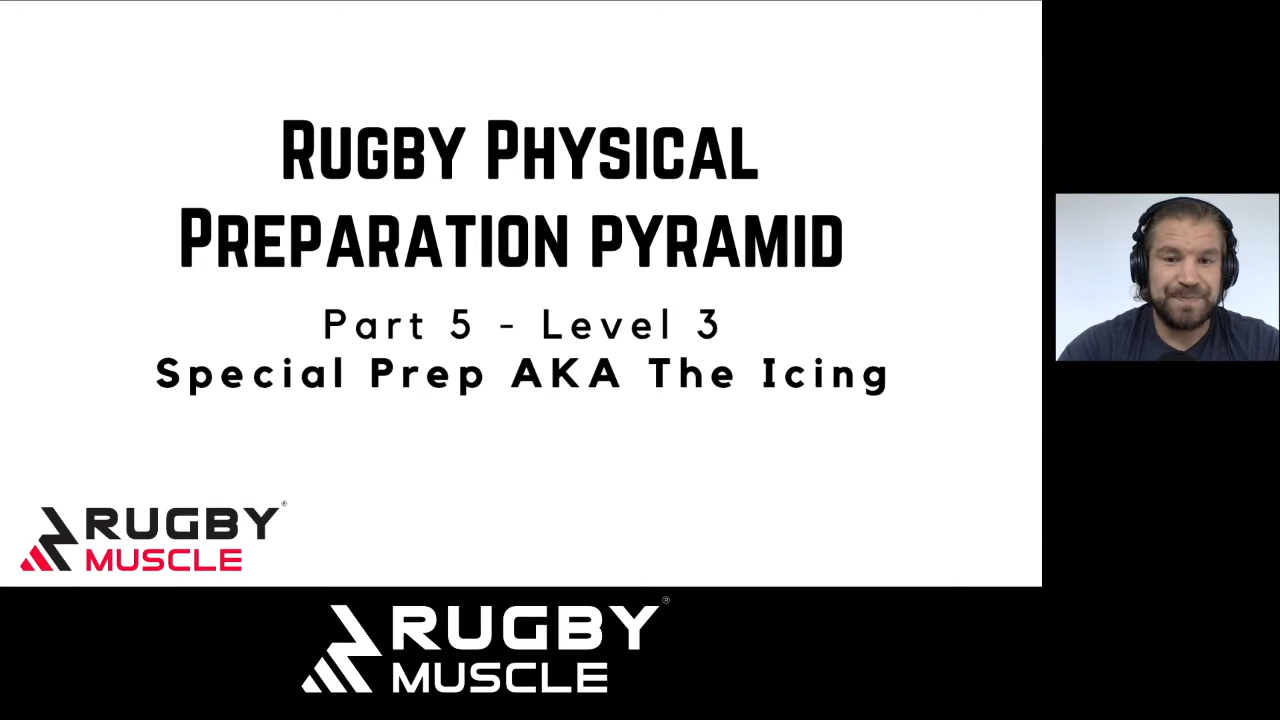 RUGBY PHYSICAL
PREPARATION PYRAMID
Part 5 - Level 3
Special Prep AKA The Icing
RUGBY®
MUSCLE
RUGBY®
MUSCLE